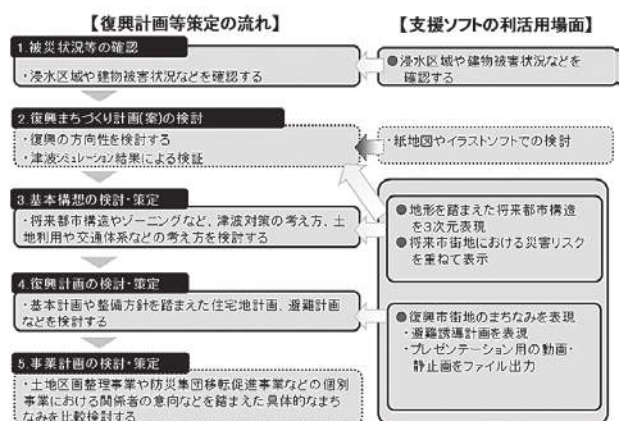 【復興計画等策定の流れ】
【支援ソフトの利活用場面】
1.被災状況等の確認
・浸水区域や建物被害状況などを確認する
●浸水区域や建物被害状況などを
確認する
2.復興まちづくり計画(案)の検討
・復興の方向性を検討する
・津波シミュレーション結果による検証
・紙地図やイラストソフトでの検討
3.基本構想の検討・策定
・将来都市構造やゾーニングなど、津波対策の考え方、土
地利用や交通体系などの考え方を検討する
●地形を踏まえた将来都市構造
を3次元表現
●将来市街地における災害リスク
を重ねて表示
4.復興計画の検討・策定
・基本計画や整備方針を踏まえた住宅地計画、避難計画
などを検討する
●復興市街地のまちなみを表現
・避難誘導計画を表現
・プレゼンテーション用の動画・
静止画をファイル出力
5.事業計画の検討・策定
・土地区画整理事業や防災集団移転促進事業などの個別
事業における関係者の意向などを踏まえた具体的なまち
なみを比較検討する